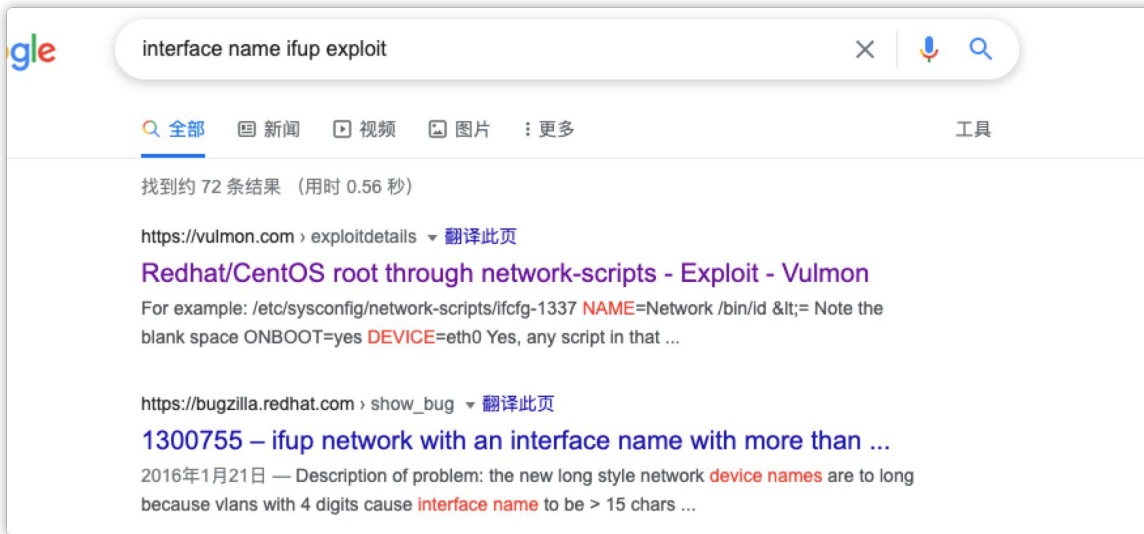 gle
interface name ifup exploit
全部 新闻 视频 图片 更多 工具
找到约 72 条结果 （用时 0.56 秒）
https://vulmon.com › exploitdetails 翻译此页
Redhat/CentOS root through network-scripts - Exploit - Vulmon
For example: /etc/sysconfig/network-scripts/ifcfg-1337 NAME=Network /bin/id &lt;= Note the
blank space ONBOOT=yes DEVICE=eth0 Yes, any script in that ...
https://bugzilla.redhat.com › show_bug 翻译此页
1300755 – ifup network with an interface name with more than ...
2016年1月21日 — Description of problem: the new long style network device names are to long
because vlans with 4 digits cause interface name to be > 15 chars ...